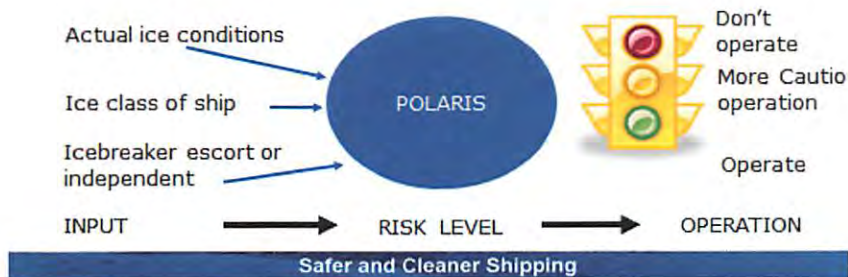 Actual ice conditions
Ice class of ship
Icebreaker escort or
independent
POLARIS
Don't
operate
More Cautio
operation
Operate
INPUT
RISK LEVEL
OPERATION
Safer and Cleaner Shipping